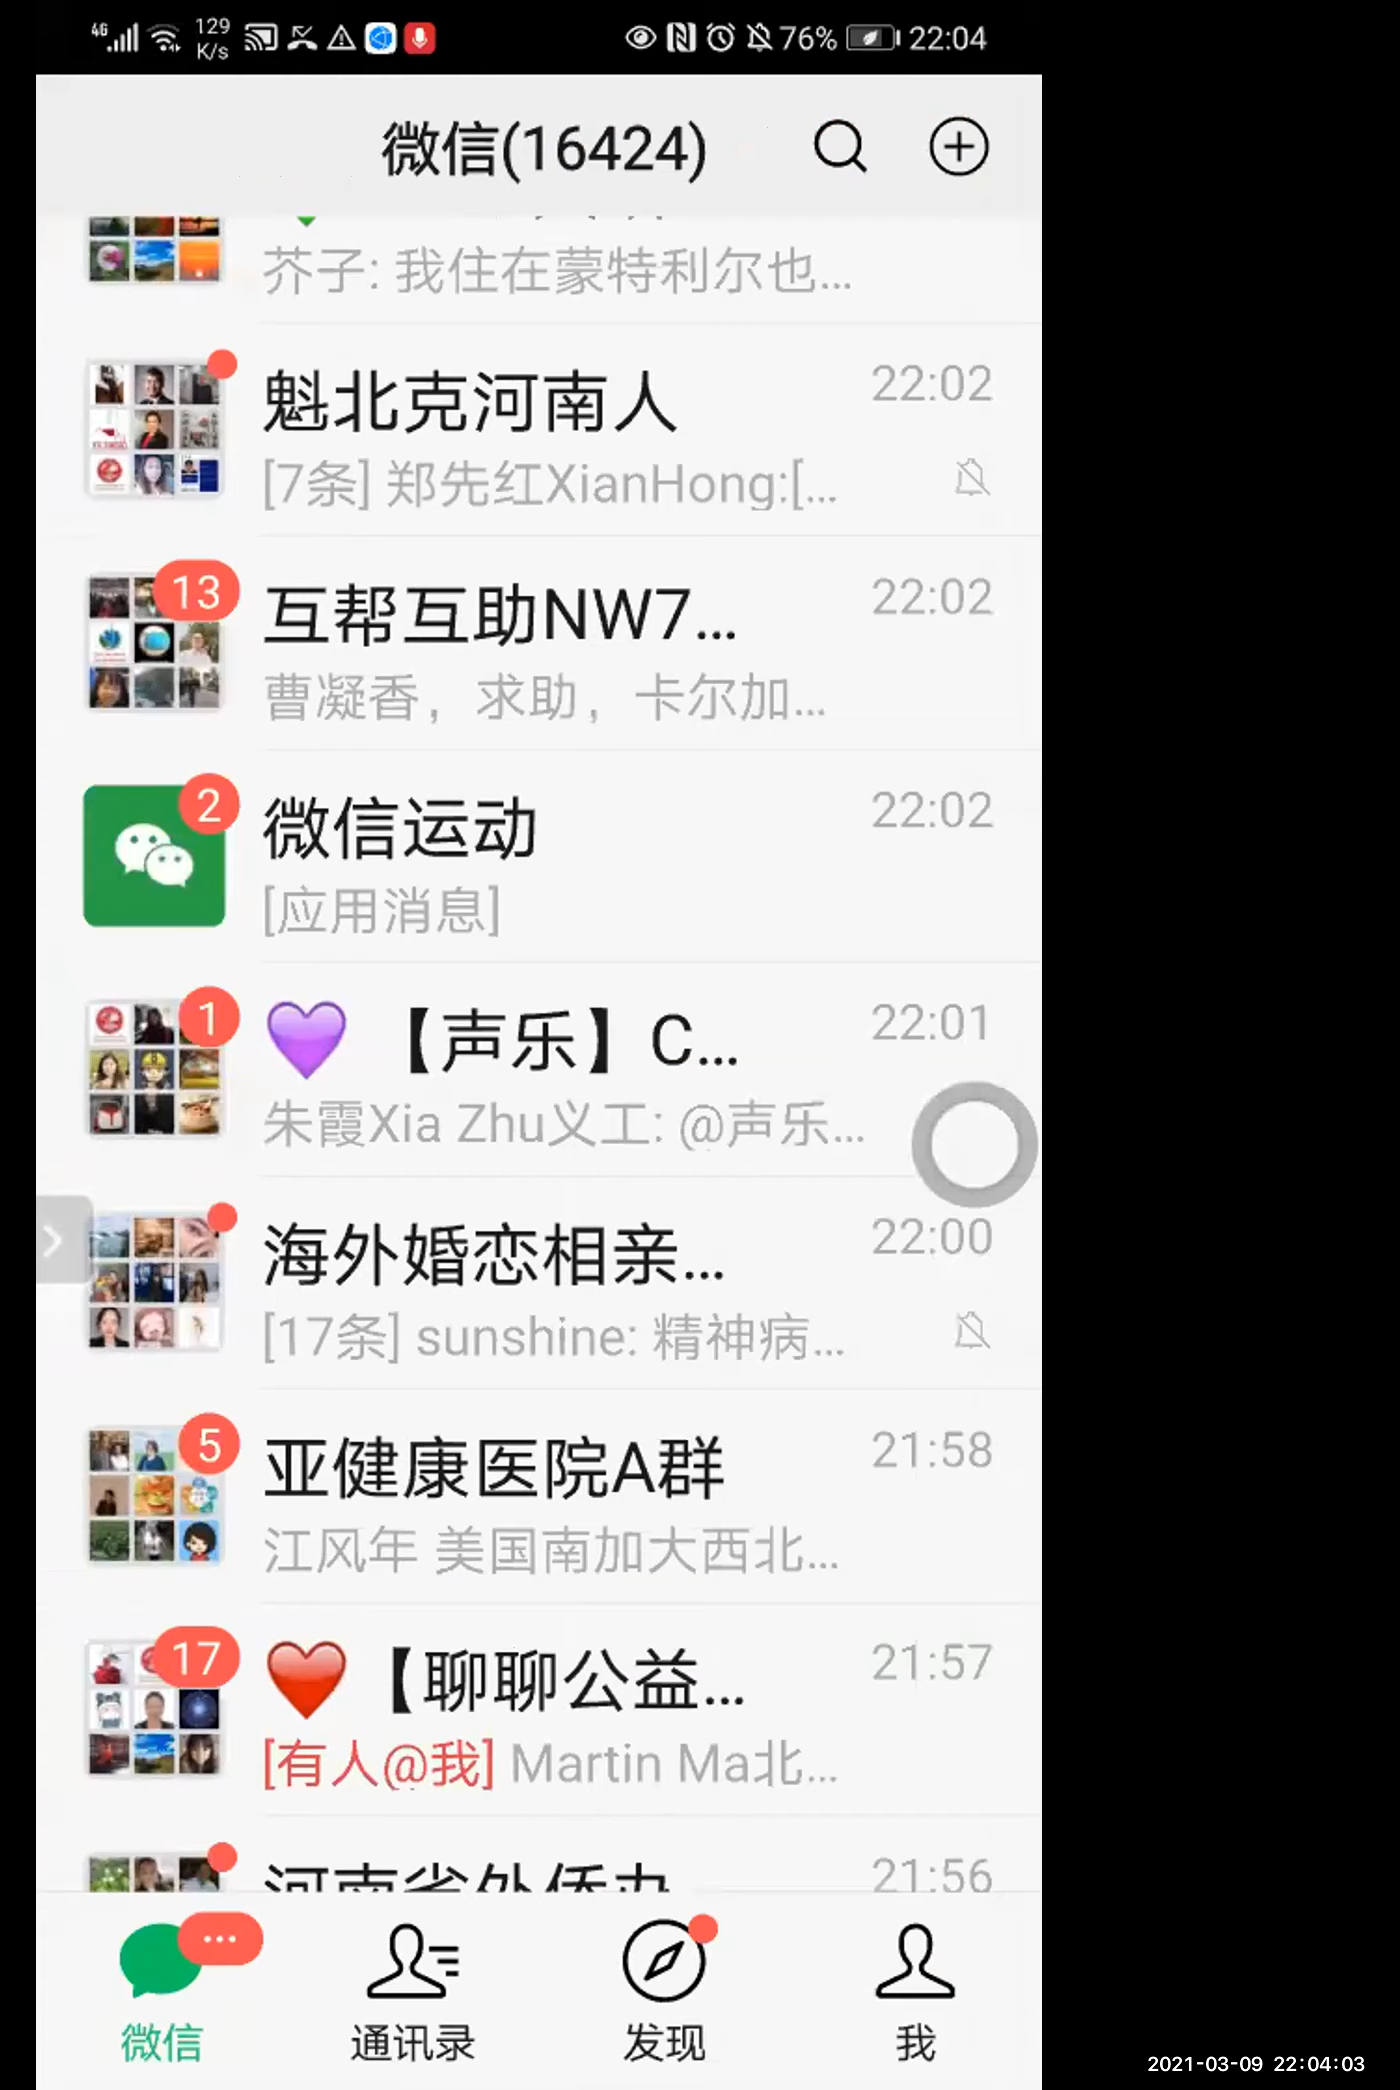 4G 129 K/s 76% 22:04
微信(16424)
芥子: 我住在蒙特利尔也...
魁北克河南人 22:02
[7条] 郑先红XianHong:[...
13
互帮互助NW7... 22:02
曹凝香，求助，卡尔加...
2
微信运动 22:02
[应用消息]
1
💜 【声乐】C... 22:01
朱霞Xia Zhu义工: @声乐...
海外婚恋相亲... 22:00
[17条] sunshine: 精神病...
5
亚健康医院A群 21:58
江风年 美国南加大西北...
17
❤️【聊聊公益... 21:57
[有人@我] Martin Ma北...
河南省外侨办 21:56
微信 通讯录 发现 我
2021-03-09 22:04:03